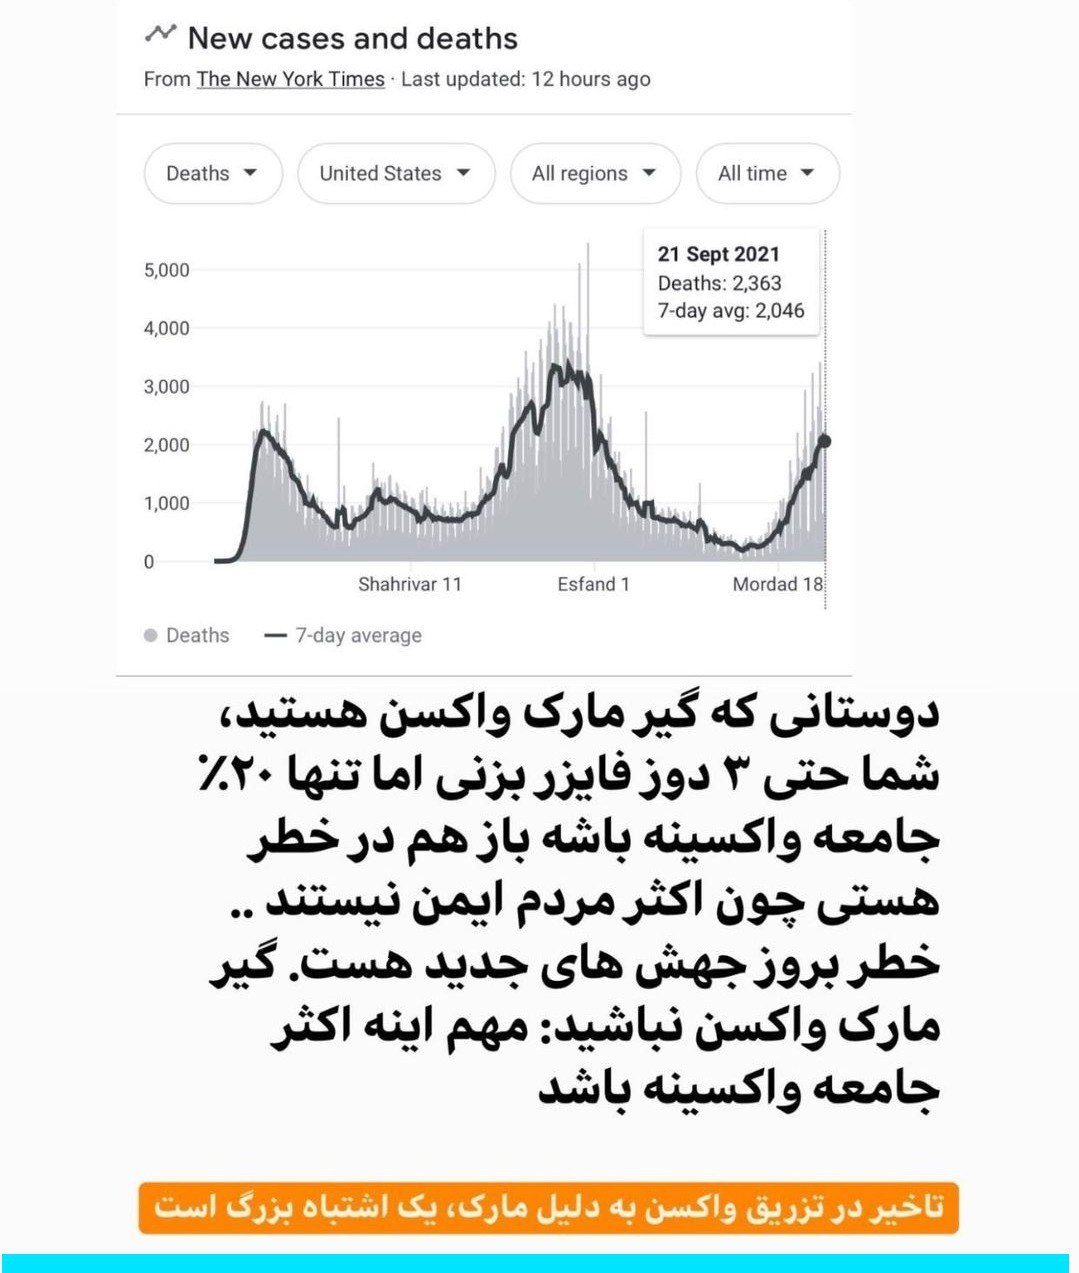 New cases and deaths
From The New York Times · Last updated: 12 hours ago
Deaths United States All regions All time
21 Sept 2021
Deaths: 2,363
7-day avg: 2,046
5,000
4,000
3,000
2,000
1,000
0
Shahrivar 11 Esfand 1 Mordad 18
Deaths 7-day average
دوستانی که گیر مارک واکسن هستید،
شما حتی ۳ دوز فایزر بزنی اما تنها ۲۰٪
جامعه واکسینه باشه باز هم در خطر
هستی چون اکثر مردم ایمن نیستند ..
خطر بروز جهش های جدید هست. گیر
مارک واکسن نباشید: مهم اینه اکثر
جامعه واکسینه باشد
تاخیر در تزریق واکسن به دلیل مارک، یک اشتباه بزرگ است